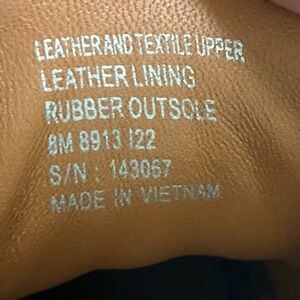 LEATHER AND TEXTILE UPPER
LEATHER LINING
RUBBER OUTSOLE
8M 8913 I22
S/N : 143057
MADE IN VIETNAM